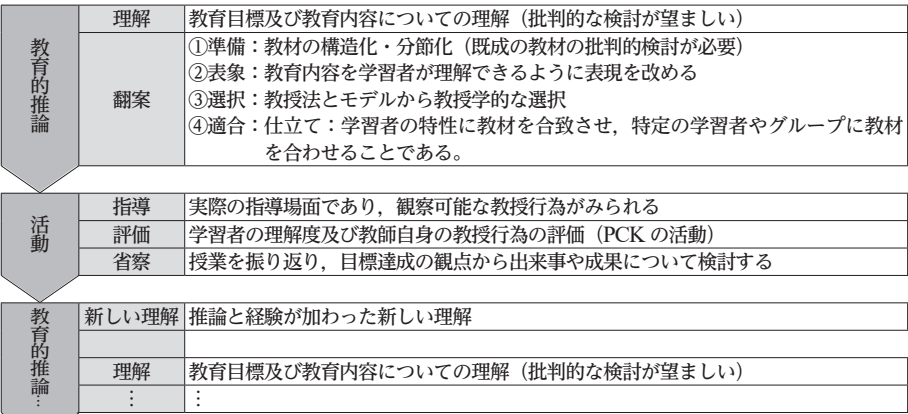 教育的推論
理解 教育目標及び教育内容についての理解(批判的な検討が望ましい)
翻案
①準備:教材の構造化・分節化(既成の教材の批判的検討が必要)
②表象:教育内容を学習者が理解できるように表現を改める
③選択:教授法とモデルから教授学的な選択
④適合:仕立て:学習者の特性に教材を合致させ,特定の学習者やグループに教材
を合わせることである。
活動
指導 実際の指導場面であり,観察可能な教授行為がみられる
評価 学習者の理解度及び教師自身の教授行為の評価(PCK の活動)
省察 授業を振り返り,目標達成の観点から出来事や成果について検討する
教育的推論…
新しい理解 推論と経験が加わった新しい理解
理解 教育目標及び教育内容についての理解(批判的な検討が望ましい)
⋮ ⋮